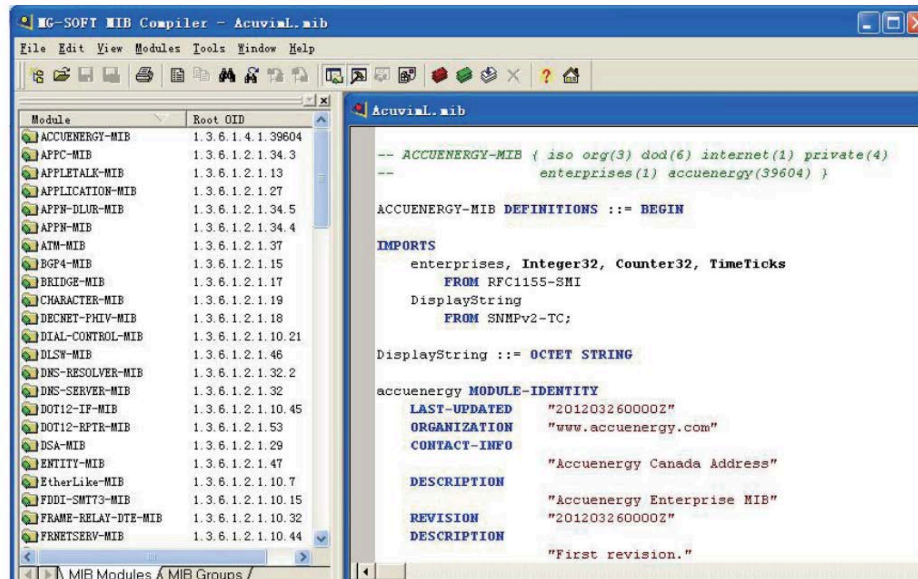 MG-SOFT MIB Compiler - AcuvimL.mib
File Edit View Modules Tools Window Help
Module Root OID
ACCUENERGY-MIB 1.3.6.1.4.1.39604
APPC-MIB 1.3.6.1.2.1.34.3
APPLETALK-MIB 1.3.6.1.2.1.13
APPLICATION-MIB 1.3.6.1.2.1.27
APPN-DLUR-MIB 1.3.6.1.2.1.34.5
APPN-MIB 1.3.6.1.2.1.34.4
ATM-MIB 1.3.6.1.2.1.37
BGP4-MIB 1.3.6.1.2.1.15
BRIDGE-MIB 1.3.6.1.2.1.17
CHARACTER-MIB 1.3.6.1.2.1.19
DECNET-PHIV-MIB 1.3.6.1.2.1.18
DIAL-CONTROL-MIB 1.3.6.1.2.1.10.21
DLSW-MIB 1.3.6.1.2.1.46
DNS-RESOLVER-MIB 1.3.6.1.2.1.32.2
DNS-SERVER-MIB 1.3.6.1.2.1.32
DOT12-IF-MIB 1.3.6.1.2.1.10.45
DOT12-RPTR-MIB 1.3.6.1.2.1.53
DSA-MIB 1.3.6.1.2.1.29
ENTITY-MIB 1.3.6.1.2.1.47
EtherLike-MIB 1.3.6.1.2.1.10.7
FDDI-SMT73-MIB 1.3.6.1.2.1.10.15
FRAME-RELAY-DTE-MIB 1.3.6.1.2.1.10.32
FRNETSERV-MIB 1.3.6.1.2.1.10.44
MIB Modules MIB Groups
AcuvimL.mib
-- ACCUENERGY-MIB { iso org(3) dod(6) internet(1) private(4)
-- enterprises(1) accuenergy(39604) }
ACCUENERGY-MIB DEFINITIONS ::= BEGIN
IMPORTS
enterprises, Integer32, Counter32, TimeTicks
FROM RFC1155-SMI
DisplayString
FROM SNMPv2-TC;
DisplayString ::= OCTET STRING
accuenergy MODULE-IDENTITY
LAST-UPDATED "201203260000Z"
ORGANIZATION "www.accuenergy.com"
CONTACT-INFO
"Accuenergy Canada Address"
DESCRIPTION
"Accuenergy Enterprise MIB"
REVISION "201203260000Z"
DESCRIPTION
"First revision."